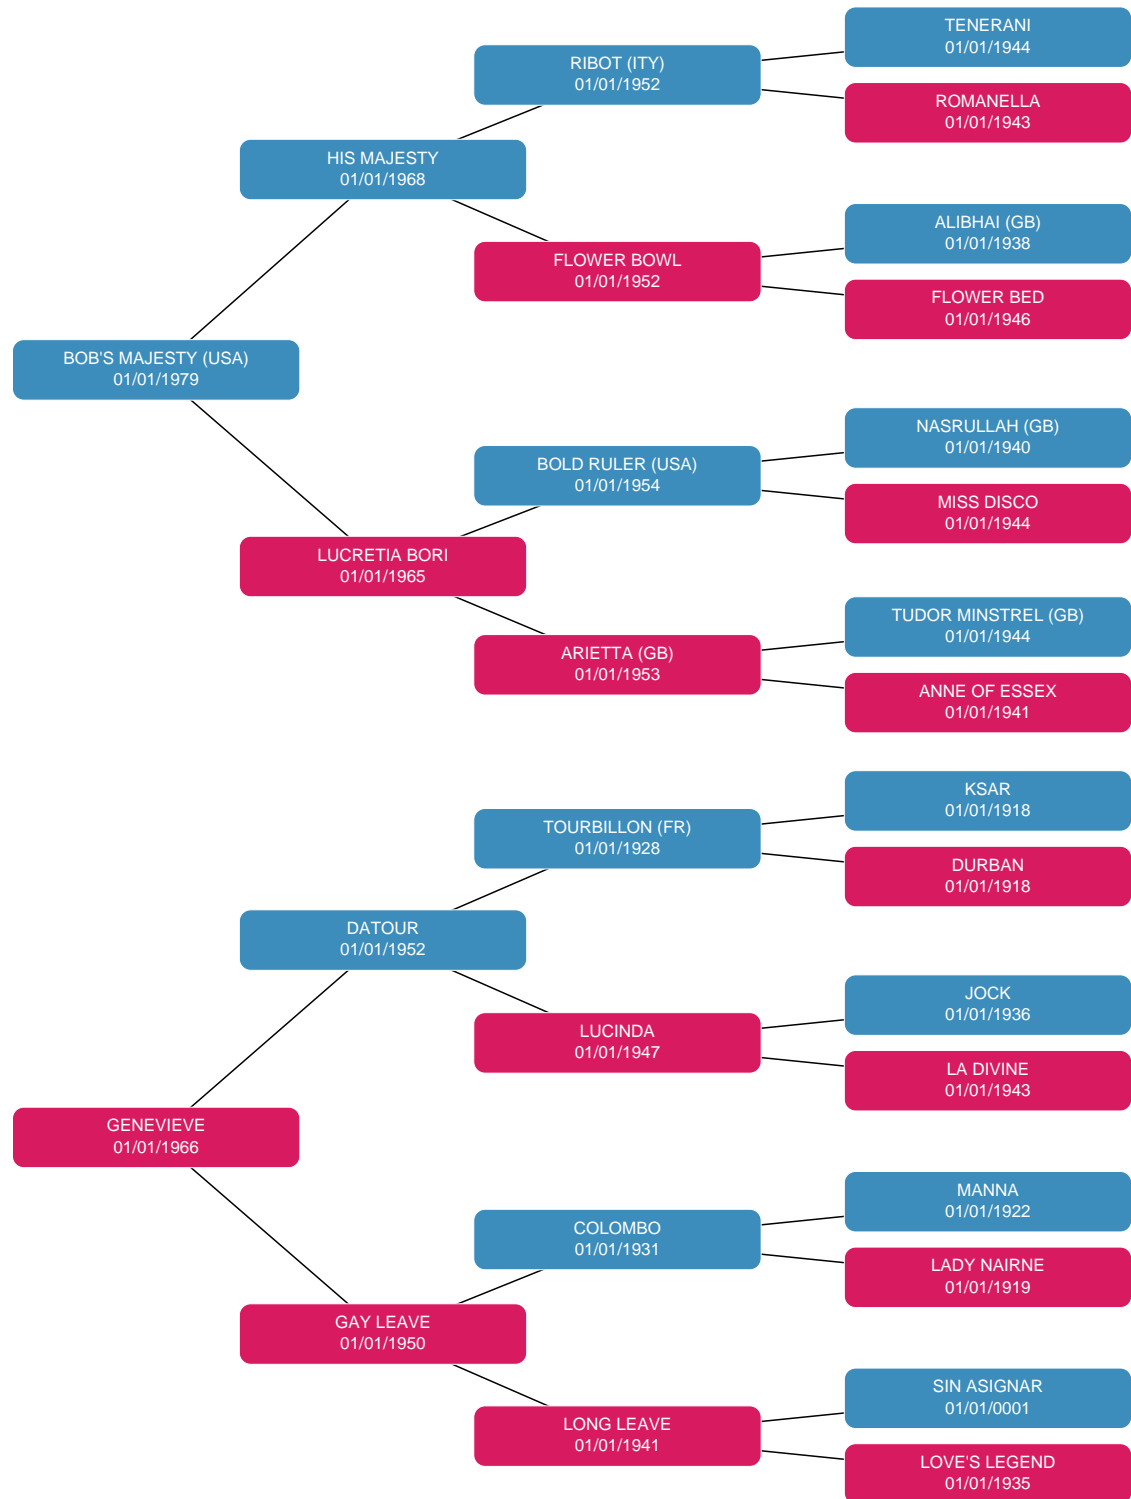 TENERANI
01/01/1944
RIBOT (ITY)
01/01/1952
ROMANELLA
01/01/1943
HIS MAJESTY
01/01/1968
ALIBHAI (GB)
01/01/1938
FLOWER BOWL
01/01/1952
FLOWER BED
01/01/1946
BOB'S MAJESTY (USA)
01/01/1979
NASRULLAH (GB)
01/01/1940
BOLD RULER (USA)
01/01/1954
MISS DISCO
01/01/1944
LUCRETIA BORI
01/01/1965
TUDOR MINSTREL (GB)
01/01/1944
ARIETTA (GB)
01/01/1953
ANNE OF ESSEX
01/01/1941
KSAR
01/01/1918
TOURBILLON (FR)
01/01/1928
DURBAN
01/01/1918
DATOUR
01/01/1952
JOCK
01/01/1936
LUCINDA
01/01/1947
LA DIVINE
01/01/1943
GENEVIEVE
01/01/1966
MANNA
01/01/1922
COLOMBO
01/01/1931
LADY NAIRNE
01/01/1919
GAY LEAVE
01/01/1950
SIN ASIGNAR
01/01/0001
LONG LEAVE
01/01/1941
LOVE'S LEGEND
01/01/1935